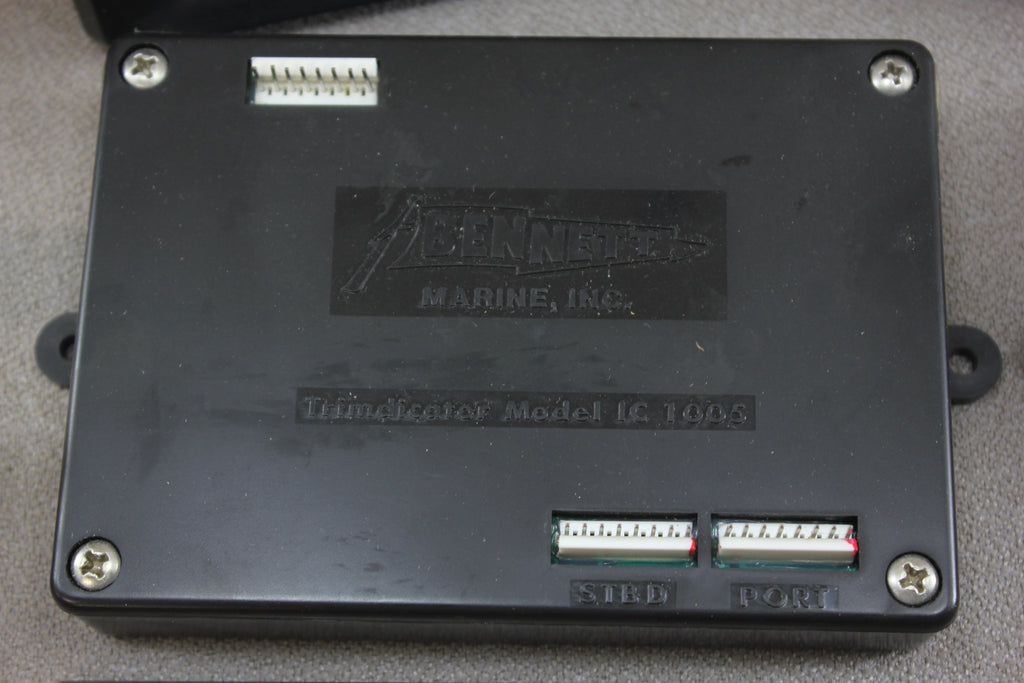 BENNETT
MARINE, INC.
Trimdicator Model IC 1005
STBD
PORT